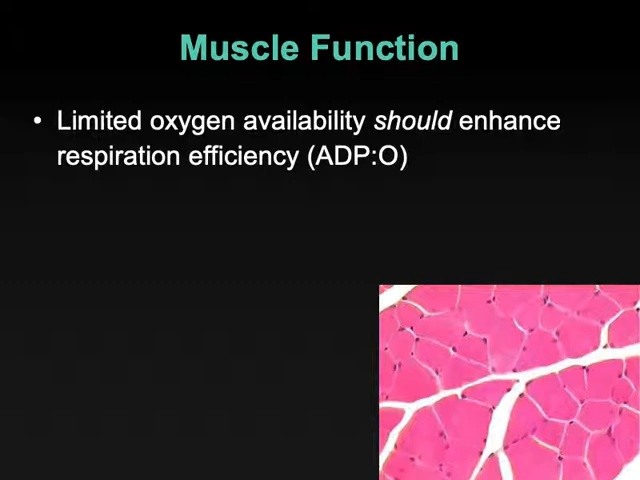 Muscle Function
• Limited oxygen availability should enhance
respiration efficiency (ADP:O)